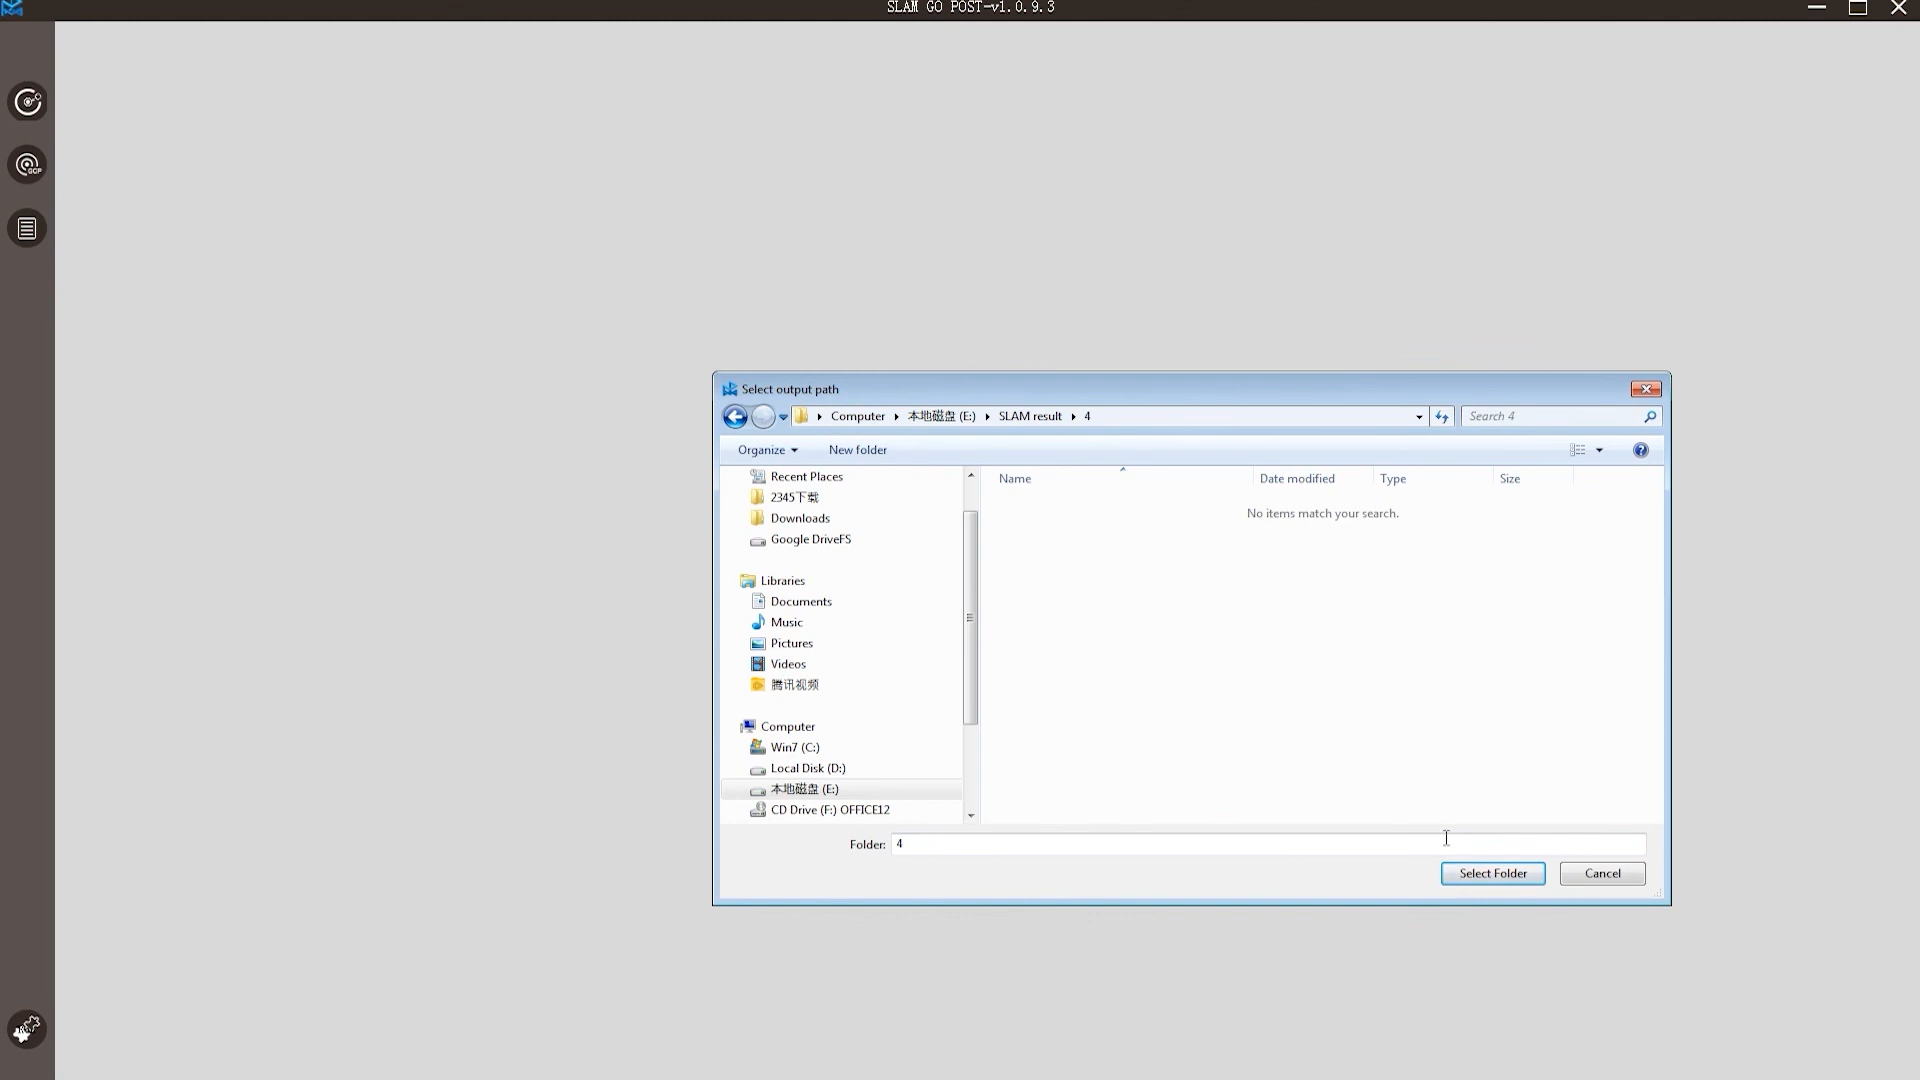 SLAM GO POST-v1.0.9.3
GCP
Select output path
Computer 本地磁盘 (E:) SLAM result 4
Search 4
Organize
New folder
Recent Places
2345下载
Downloads
Google DriveFS
Libraries
Documents
Music
Pictures
Videos
腾讯视频
Computer
Win7 (C:)
Local Disk (D:)
本地磁盘 (E:)
CD Drive (F:) OFFICE12
Name Date modified Type Size
No items match your search.
Folder: 4
Select Folder Cancel